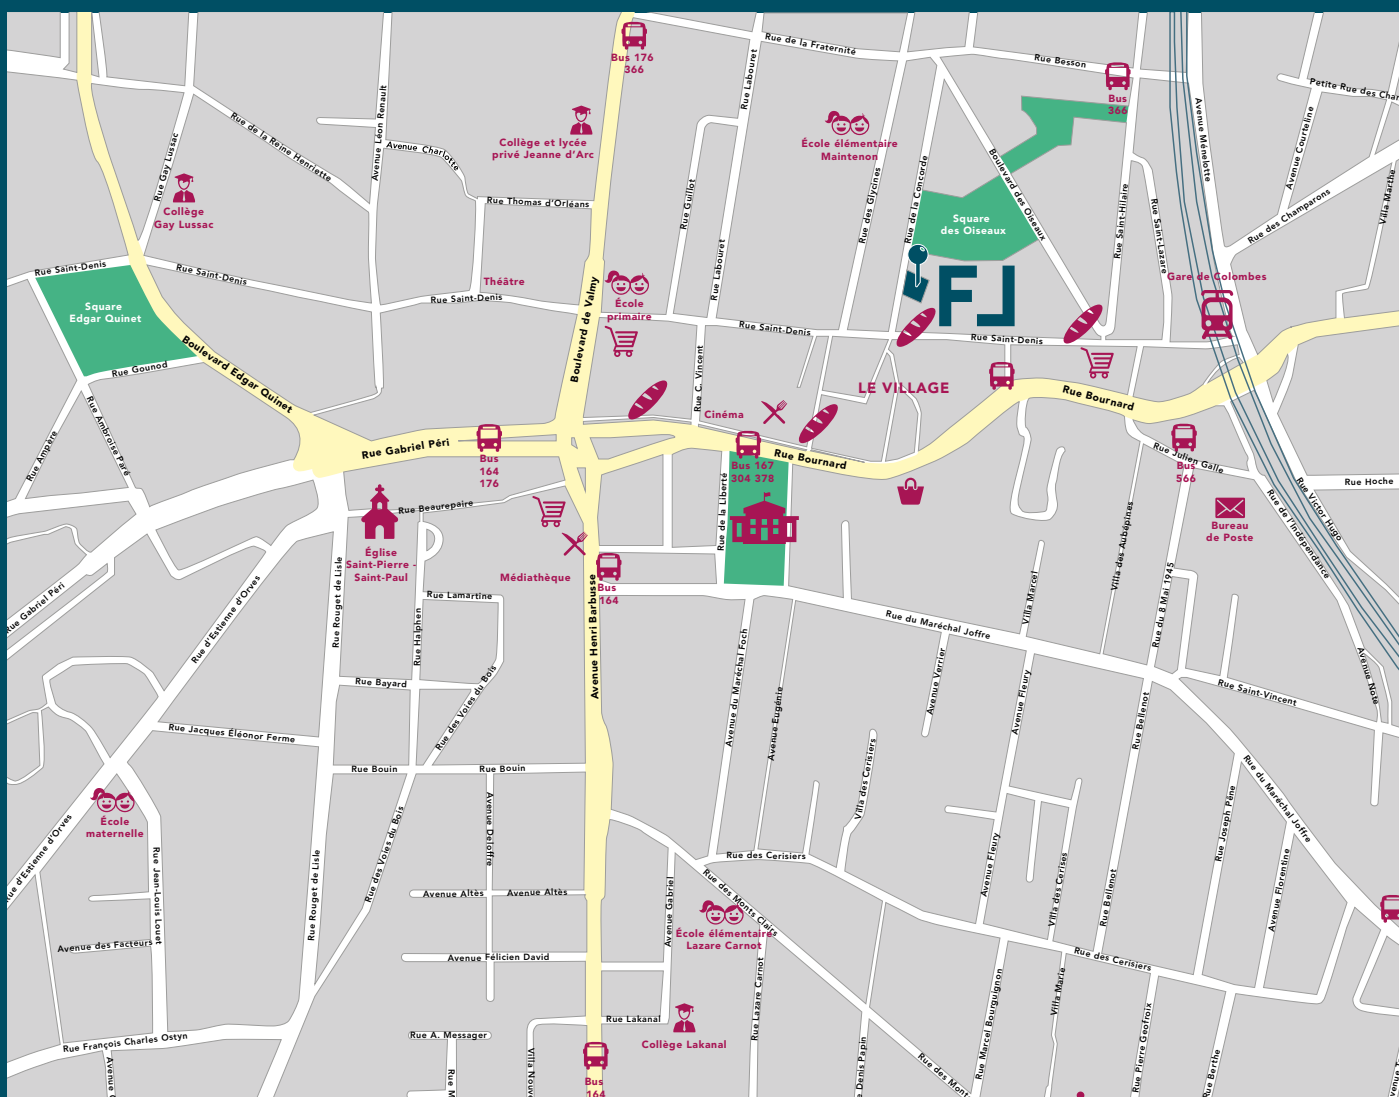 Bus 176
366
Rue de la Fraternité
Rue Besson
Bus
366
Petite Rue des Char
Rue Labouret
Avenue Ménelotte
Avenue Courteline
Avenue Léon Renault
Rue de la Reine Henriette
Collège et lycée
privé Jeanne d'Arc
École élémentaire
Maintenon
Avenue Charlotte
Rue Gay Lussac
Collège
Gay Lussac
Rue Thomas d'Orléans
Rue Guillot
Rue des Glycines
Rue de la Concorde
Boulevard des Oiseaux
Square
des Oiseaux
Rue Saint-Hilaire
Rue Saint-Lazare
Rue des Champarons
Villa Marthe
Rue Saint-Denis
Rue Saint-Denis
Rue Labouret
Gare de Colombes
Théâtre
Rue Saint-Denis
École
primaire
FL
Square
Edgar Quinet
Boulevard de Valmy
Rue Saint-Denis
Rue Saint-Denis
Boulevard Edgar Quinet
Rue Gounod
Rue C. Vincent
LE VILLAGE
Rue Bournard
Rue Ambroise Paré
Rue Ampère
Cinéma
Rue Gabriel Péri
Bus
164
176
Bus 167
304 378
Rue Bournard
Rue Julien Galle
Bus
566
Rue Hoche
Rue Victor Hugo
Rue de l'Indépendance
Rue Beaurepaire
Rue de la Liberté
Bureau
de Poste
Église
Saint-Pierre -
Saint-Paul
Médiathèque
Bus
164
Villa des Aubépines
Villa Marcel
Rue du 8 Mai 1945
Rue Gabriel Péri
Rue d'Estienne d'Orves
Rue Rouget de Lisle
Rue Lamartine
Rue Halphen
Avenue Henri Barbusse
Rue du Maréchal Joffre
Avenue du Maréchal Foch
Avenue Eugénie
Avenue Verrier
Avenue Fleury
Avenue Note
Rue Saint-Vincent
Rue Bayard
Rue des Voies du Bois
Rue Bellenot
Rue Jacques Éléonor Ferme
Rue Bouin
Rue Bouin
Villa des Cerisiers
Rue du Maréchal Joffre
École
maternelle
Avenue Deloffre
Rue des Voies du Bois
Rue Joseph Pène
Rue d'Estienne d'Orves
Rue Jean-Louis Louet
Rue Rouget de Lisle
Rue des Cerisiers
Avenue Fleury
Villa des Cerises
Rue Bellenot
Avenue Florentine
Avenue Altès
Avenue Altès
Avenue Gabriel
Rue des Monts Clairs
École élémentaire
Lazare Carnot
Avenue des Facteurs
Avenue Félicien David
Rue des Cerisiers
Rue Lazare Carnot
Rue Marcel Bourguignon
Villa Marie
Rue Pierre Geofroix
Rue Lakanal
Collège Lakanal
Rue A. Messager
Rue François Charles Ostyn
Avenue
Rue M
Villa Nouv
Bus
164
e Denis Papin
Rue des Mont
Rue Berthe